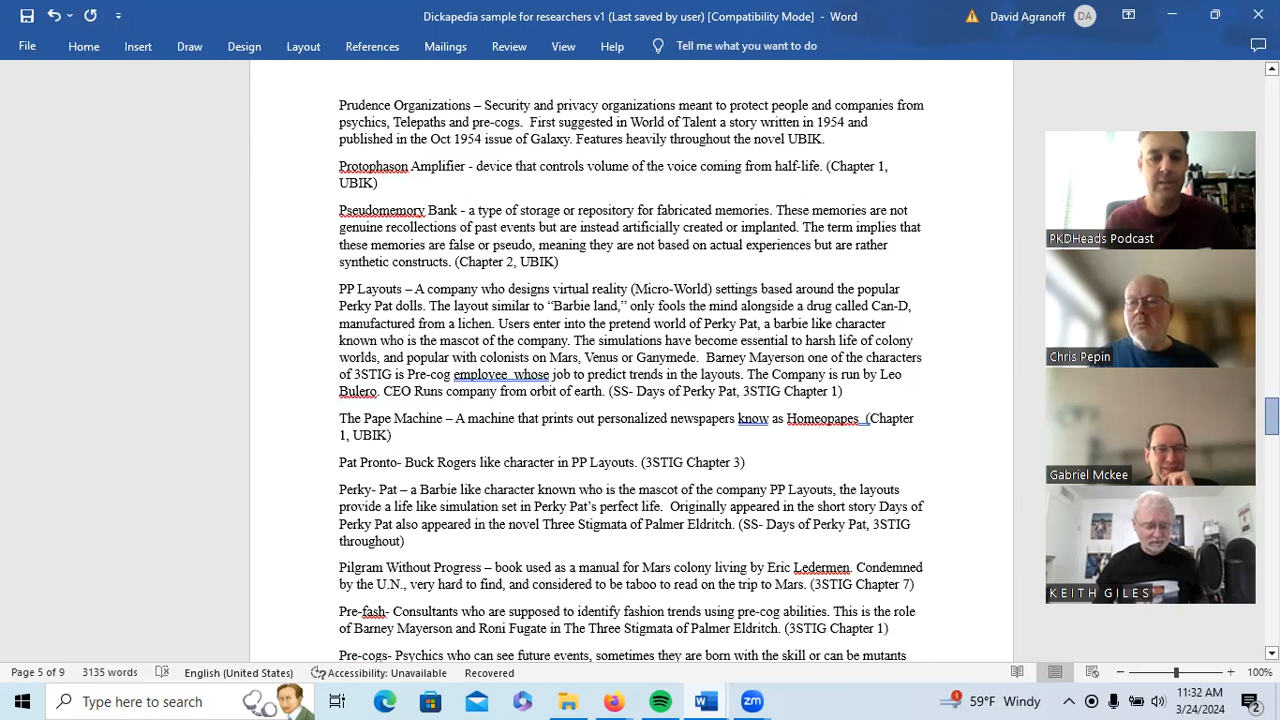 Dickapedia sample for researchers v1 (Last saved by user) [Compatibility Mode] - Word
David Agranoff
DA
File Home Insert Draw Design Layout References Mailings Review View Help Tell me what you want to do
Prudence Organizations – Security and privacy organizations meant to protect people and companies from
psychics, Telepaths and pre-cogs. First suggested in World of Talent a story written in 1954 and
published in the Oct 1954 issue of Galaxy. Features heavily throughout the novel UBIK.
Protophason Amplifier - device that controls volume of the voice coming from half-life. (Chapter 1,
UBIK)
Pseudomemory Bank - a type of storage or repository for fabricated memories. These memories are not
genuine recollections of past events but are instead artificially created or implanted. The term implies that
these memories are false or pseudo, meaning they are not based on actual experiences but are rather
synthetic constructs. (Chapter 2, UBIK)
PP Layouts – A company who designs virtual reality (Micro-World) settings based around the popular
Perky Pat dolls. The layout similar to “Barbie land,” only fools the mind alongside a drug called Can-D,
manufactured from a lichen. Users enter into the pretend world of Perky Pat, a barbie like character
known who is the mascot of the company. The simulations have become essential to harsh life of colony
worlds, and popular with colonists on Mars, Venus or Ganymede. Barney Mayerson one of the characters
of 3STIG is Pre-cog employee whose job to predict trends in the layouts. The Company is run by Leo
Bulero. CEO Runs company from orbit of earth. (SS- Days of Perky Pat, 3STIG Chapter 1)
The Pape Machine – A machine that prints out personalized newspapers know as Homeopapes (Chapter
1, UBIK)
Pat Pronto- Buck Rogers like character in PP Layouts. (3STIG Chapter 3)
Perky- Pat – a Barbie like character known who is the mascot of the company PP Layouts, the layouts
provide a life like simulation set in Perky Pat’s perfect life. Originally appeared in the short story Days of
Perky Pat also appeared in the novel Three Stigmata of Palmer Eldritch. (SS- Days of Perky Pat, 3STIG
throughout)
Pilgram Without Progress – book used as a manual for Mars colony living by Eric Ledermen. Condemned
by the U.N., very hard to find, and considered to be taboo to read on the trip to Mars. (3STIG Chapter 7)
Pre-fash- Consultants who are supposed to identify fashion trends using pre-cog abilities. This is the role
of Barney Mayerson and Roni Fugate in The Three Stigmata of Palmer Eldritch. (3STIG Chapter 1)
Pre-cogs- Psychics who can see future events, sometimes they are born with the skill or can be mutants
PKDHeads Podcast
Chris Pepin
Gabriel Mckee
KEITH GILES
Page 5 of 9 3135 words English (United States) Accessibility: Unavailable Recovered 100%
Type here to search
59°F Windy
11:32 AM
3/24/2024
2